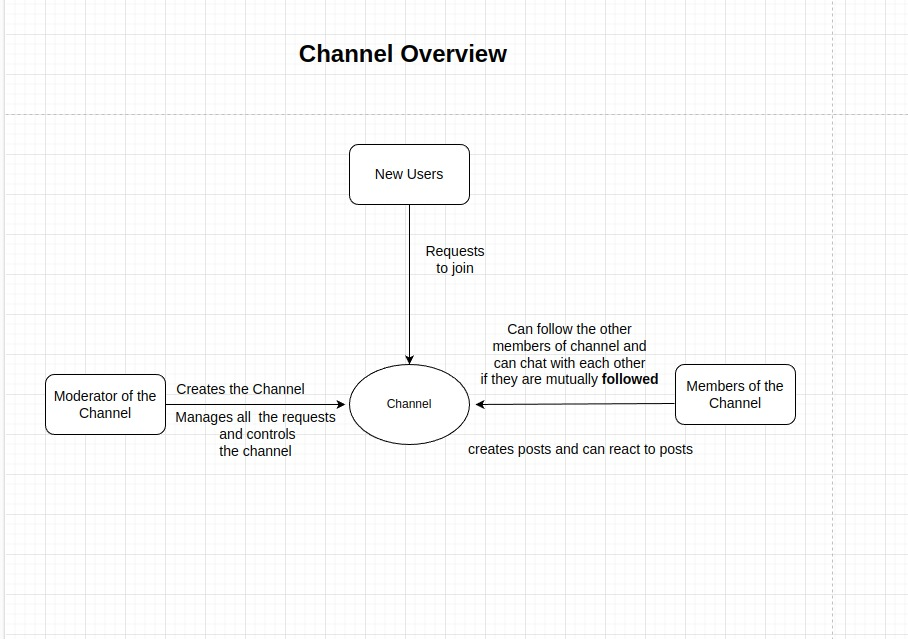 Channel Overview
New Users
Requests
to join
Can follow the other
members of channel and
can chat with each other
if they are mutually followed
Moderator of the
Channel
Creates the Channel
Manages all  the requests
and controls
the channel
Channel
Members of the
Channel
creates posts and can react to posts